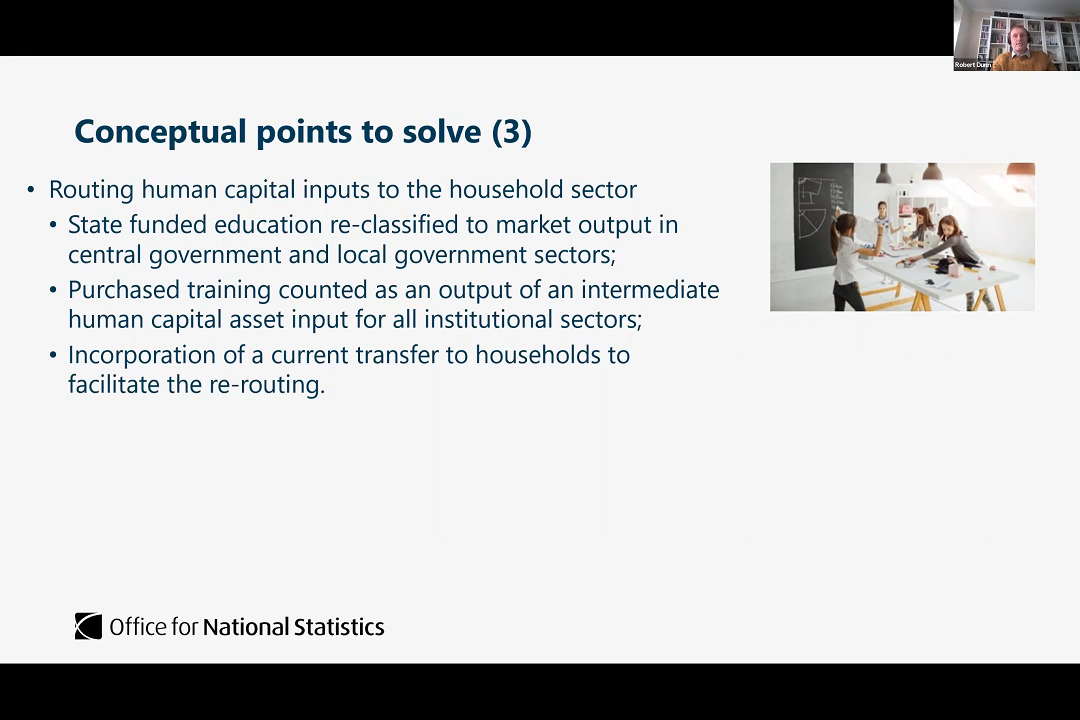 Robert Dunn
Conceptual points to solve (3)
• Routing human capital inputs to the household sector
• State funded education re-classified to market output in
central government and local government sectors;
• Purchased training counted as an output of an intermediate
human capital asset input for all institutional sectors;
• Incorporation of a current transfer to households to
facilitate the re-routing.
Office for National Statistics